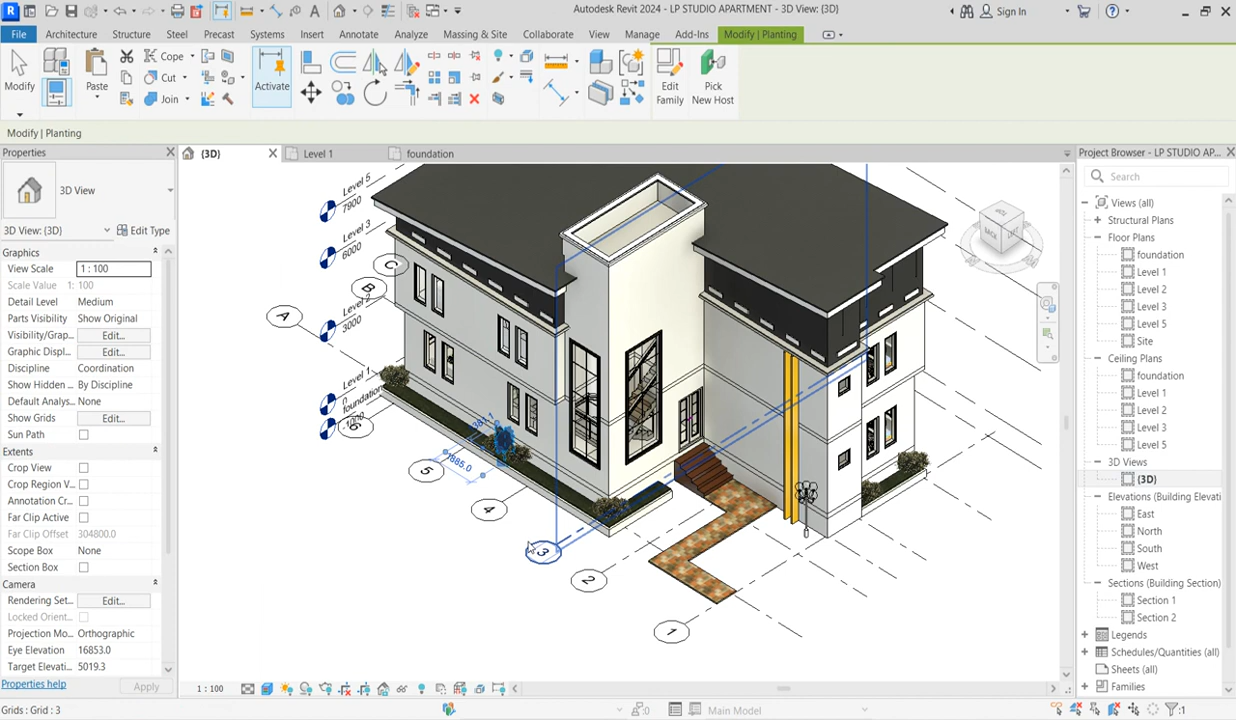 Autodesk Revit 2024 - LP STUDIO APARTMENT - 3D View: {3D}
Sign In
File Architecture Structure Steel Precast Systems Insert Annotate Analyze Massing & Site Collaborate View Manage Add-Ins Modify | Planting
Modify
Paste
Cope
Cut
Join
Activate
Edit Family
Pick New Host
Modify | Planting
Properties
{3D}
Level 1
foundation
Project Browser - LP STUDIO AP...
3D View
Search
3D View: {3D}
Edit Type
Graphics
View Scale 1 : 100
Scale Value 1: 100
Detail Level Medium
Parts Visibility Show Original
Visibility/Grap... Edit...
Graphic Displ... Edit...
Discipline Coordination
Show Hidden ... By Discipline
Default Analys... None
Show Grids Edit...
Sun Path
Extents
Crop View
Crop Region V...
Annotation Cr...
Far Clip Active
Far Clip Offset 304800.0
Scope Box None
Section Box
Camera
Rendering Set... Edit...
Locked Orient...
Projection Mo... Orthographic
Eye Elevation 16853.0
Target Elevati... 5019.3
Properties help
Apply
Level 5
7900
Level 3
6000
Level 2
3000
Level 1
0
foundation
-1000
C
B
A
6
5
4
3
2
1
1885.0
BACK
LEFT
Views (all)
Structural Plans
Floor Plans
foundation
Level 1
Level 2
Level 3
Level 5
Site
Ceiling Plans
foundation
Level 1
Level 2
Level 3
Level 5
3D Views
{3D}
Elevations (Building Elevati
East
North
South
West
Sections (Building Section)
Section 1
Section 2
Legends
Schedules/Quantities (all)
Sheets (all)
Families
1 : 100
Grids : Grid : 3
:0
Main Model
:1